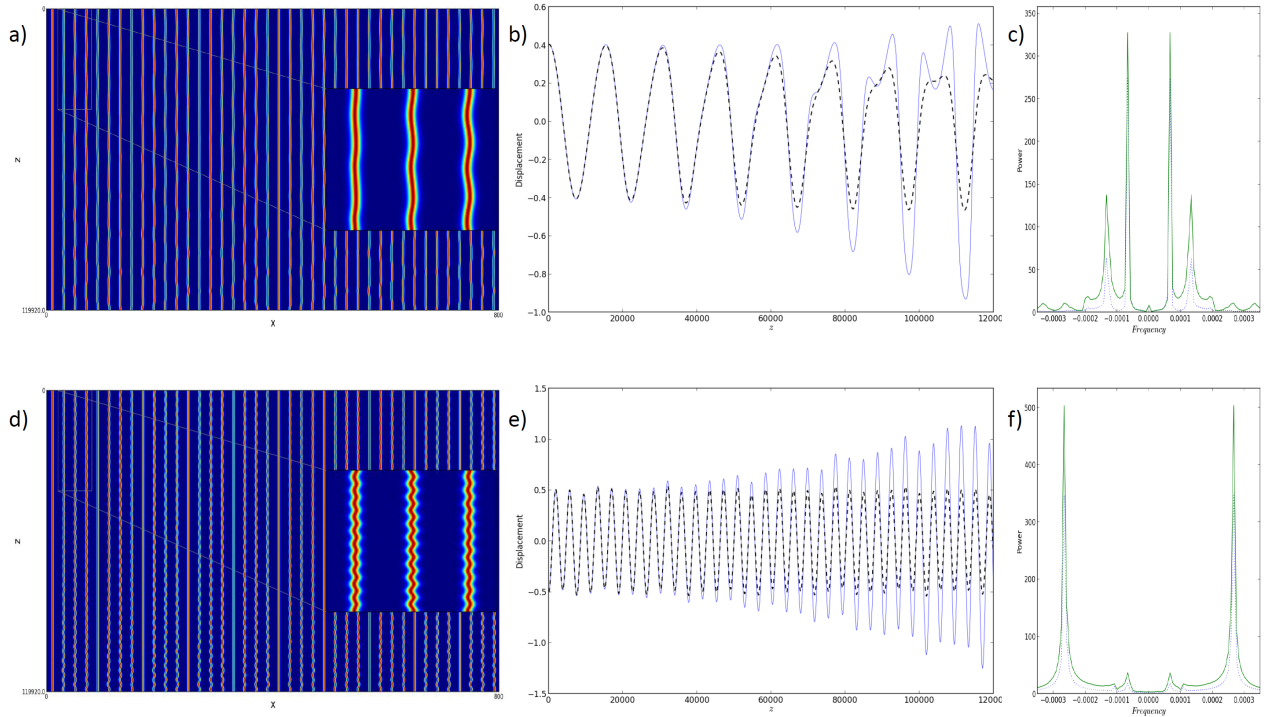 a)
0
z
119920.0
0
x
800
b)
Displacement
0.6
0.4
0.2
0.0
−0.2
−0.4
−0.6
−0.8
−1.0
0 20000 40000 60000 80000 100000 12000
z
c)
Power
350
300
250
200
150
100
50
0
−0.0003 −0.0002 −0.0001 0.0000 0.0001 0.0002 0.0003
Frequency
d)
0
z
119920.0
0
x
800
e)
Displacement
1.5
1.0
0.5
0.0
−0.5
−1.0
−1.5
0 20000 40000 60000 80000 100000 12000
z
f)
Power
500
400
300
200
100
0
−0.0003 −0.0002 −0.0001 0.0000 0.0001 0.0002 0.0003
Frequency